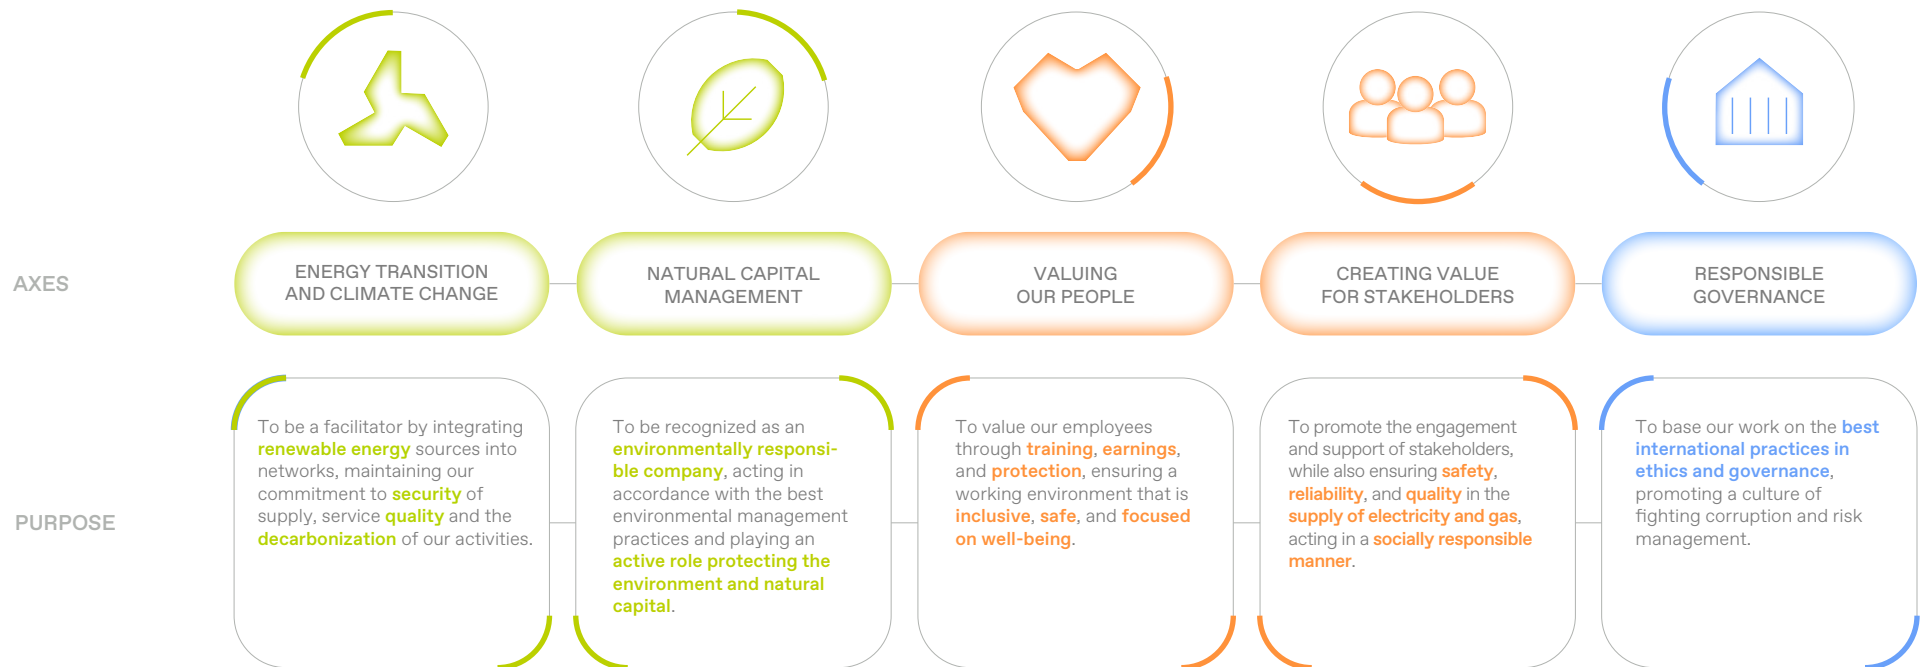 AXES
ENERGY TRANSITION
AND CLIMATE CHANGE
NATURAL CAPITAL
MANAGEMENT
VALUING
OUR PEOPLE
CREATING VALUE
FOR STAKEHOLDERS
RESPONSIBLE
GOVERNANCE
PURPOSE
To be a facilitator by integrating
renewable energy sources into
networks, maintaining our
commitment to security of
supply, service quality and the
decarbonization of our activities.
To be recognized as an
environmentally responsi-
ble company, acting in
accordance with the best
environmental management
practices and playing an
active role protecting the
environment and natural
capital.
To value our employees
through training, earnings,
and protection, ensuring a
working environment that is
inclusive, safe, and focused
on well-being.
To promote the engagement
and support of stakeholders,
while also ensuring safety,
reliability, and quality in the
supply of electricity and gas,
acting in a socially responsible
manner.
To base our work on the best
international practices in
ethics and governance,
promoting a culture of
fighting corruption and risk
management.